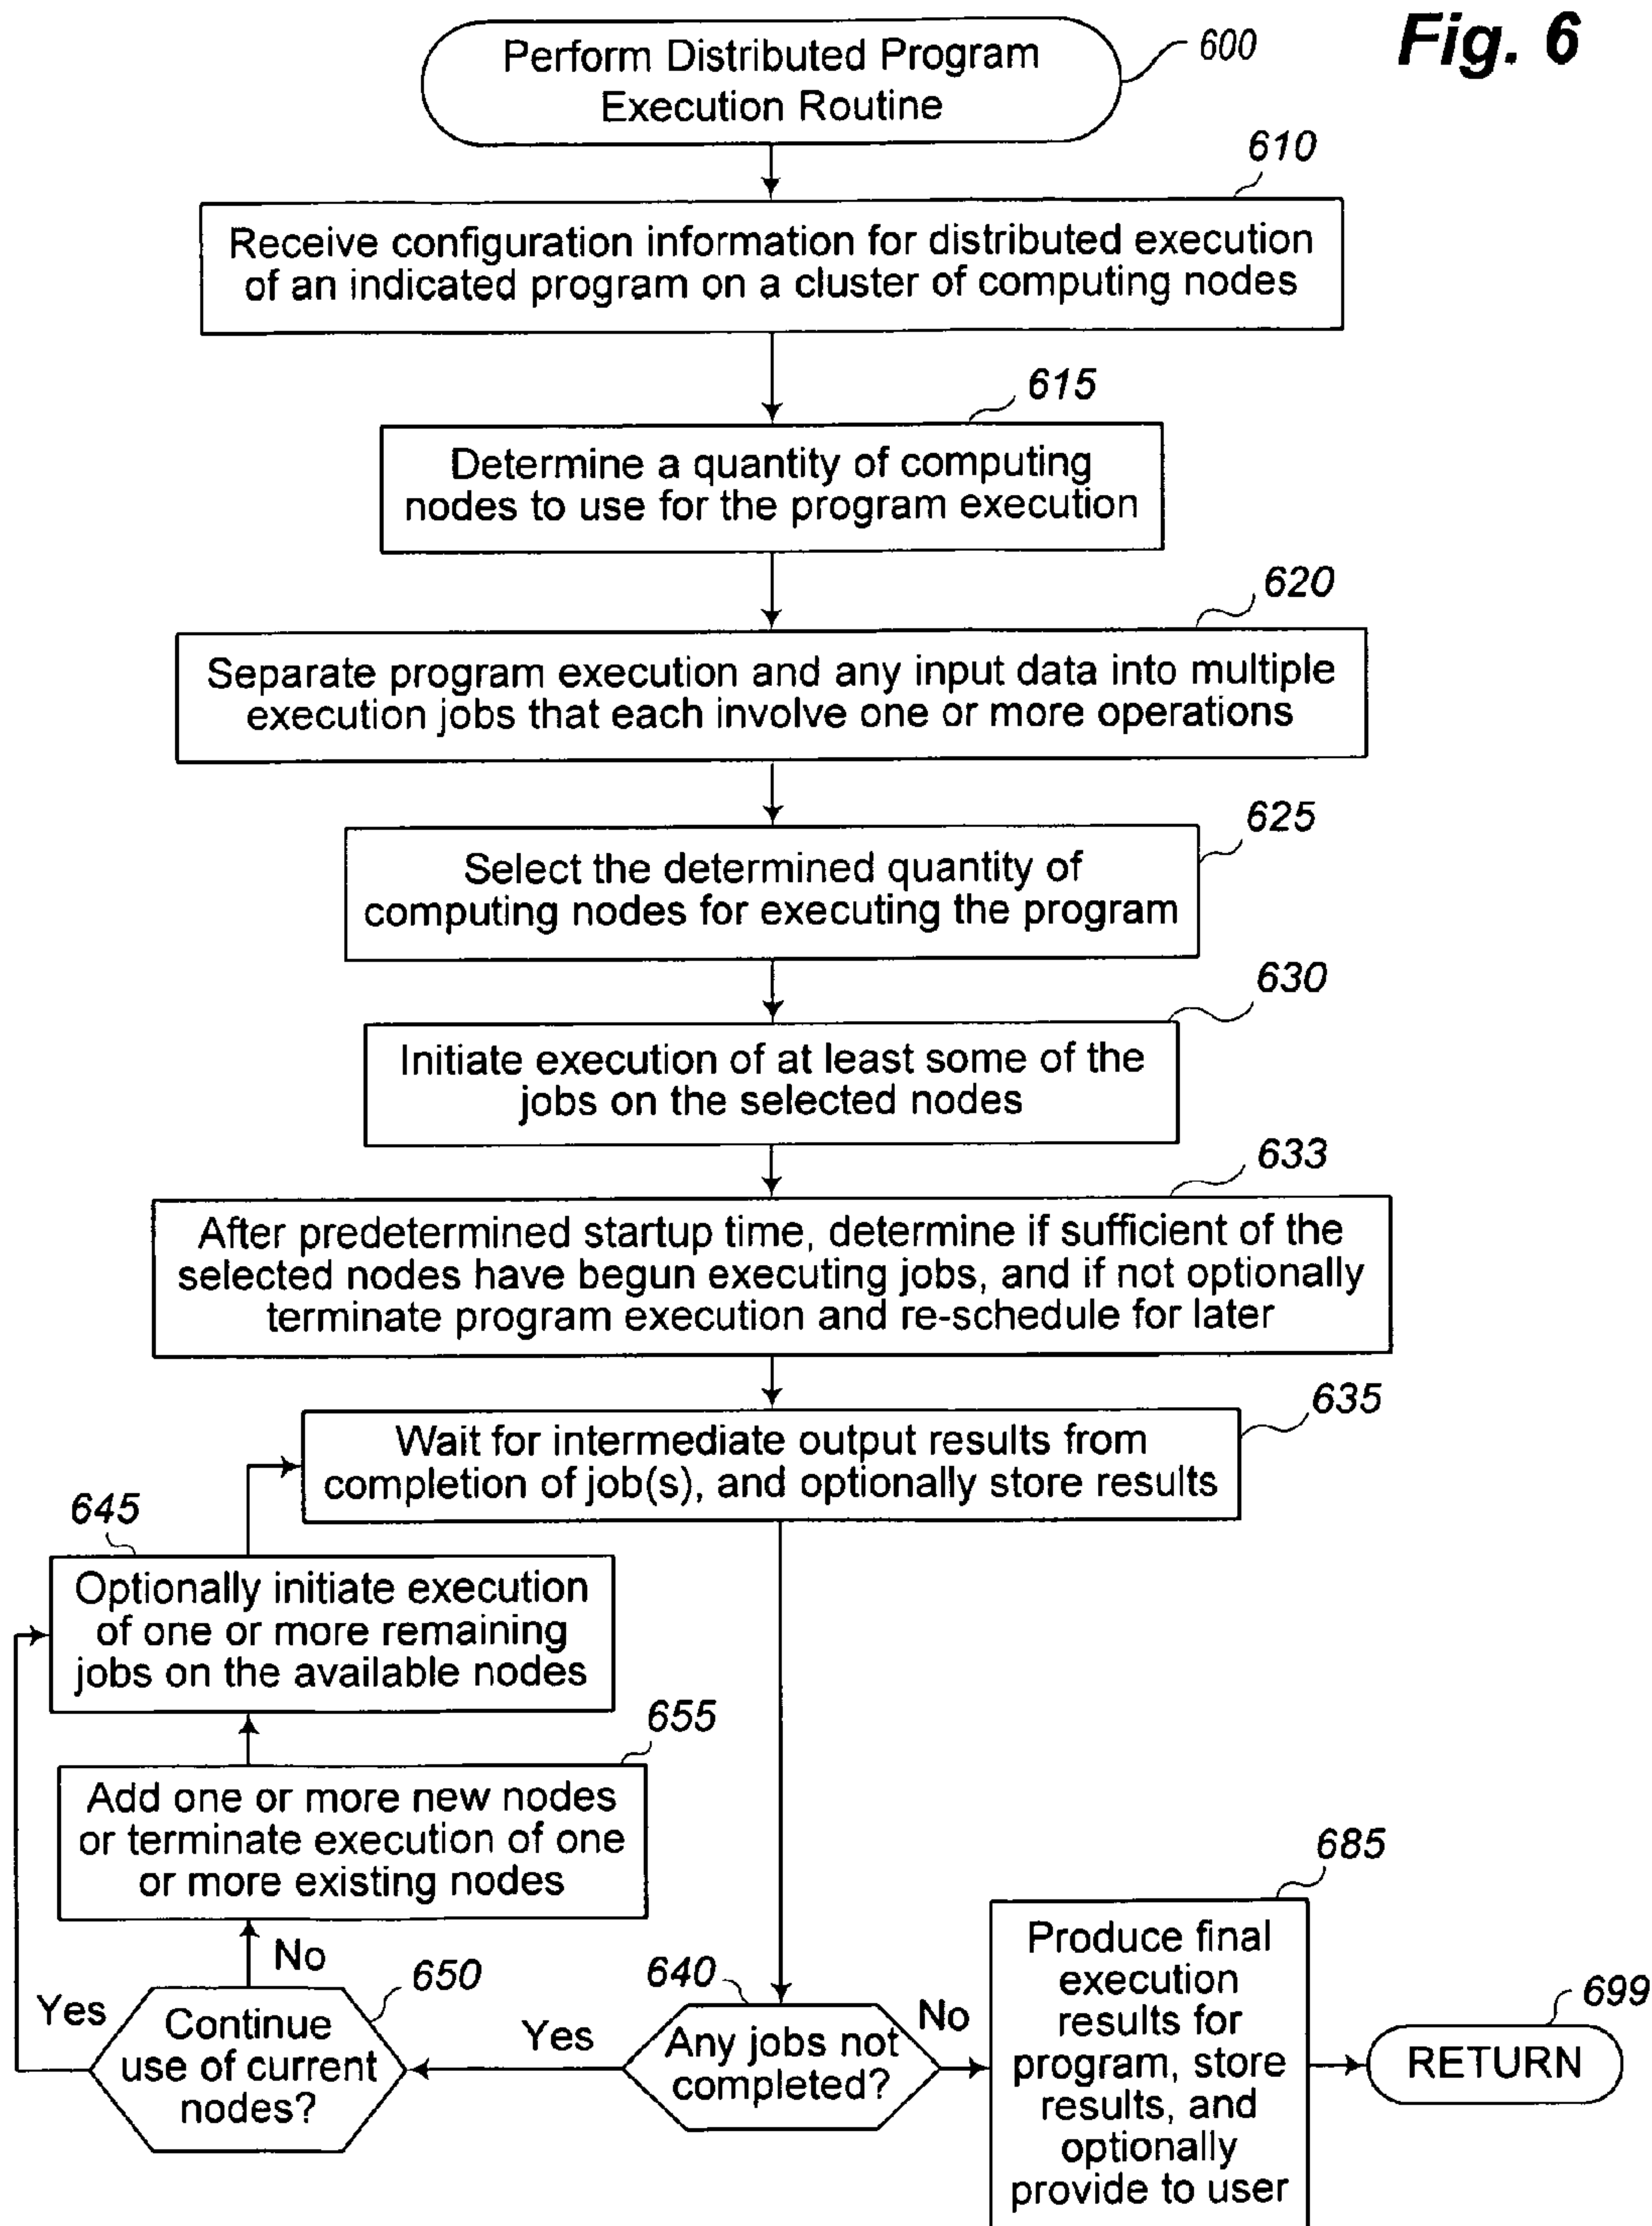 Fig. 6
Perform Distributed Program
Execution Routine
600
610
Receive configuration information for distributed execution
of an indicated program on a cluster of computing nodes
615
Determine a quantity of computing
nodes to use for the program execution
620
Separate program execution and any input data into multiple
execution jobs that each involve one or more operations
625
Select the determined quantity of
computing nodes for executing the program
630
Initiate execution of at least some of the
jobs on the selected nodes
633
After predetermined startup time, determine if sufficient of the
selected nodes have begun executing jobs, and if not optionally
terminate program execution and re-schedule for later
635
Wait for intermediate output results from
completion of job(s), and optionally store results
645
Optionally initiate execution
of one or more remaining
jobs on the available nodes
655
Add one or more new nodes
or terminate execution of one
or more existing nodes
No
650
Yes
Continue
use of current
nodes?
Yes
640
Any jobs not
completed?
No
685
Produce final
execution
results for
program, store
results, and
optionally
provide to user
699
RETURN